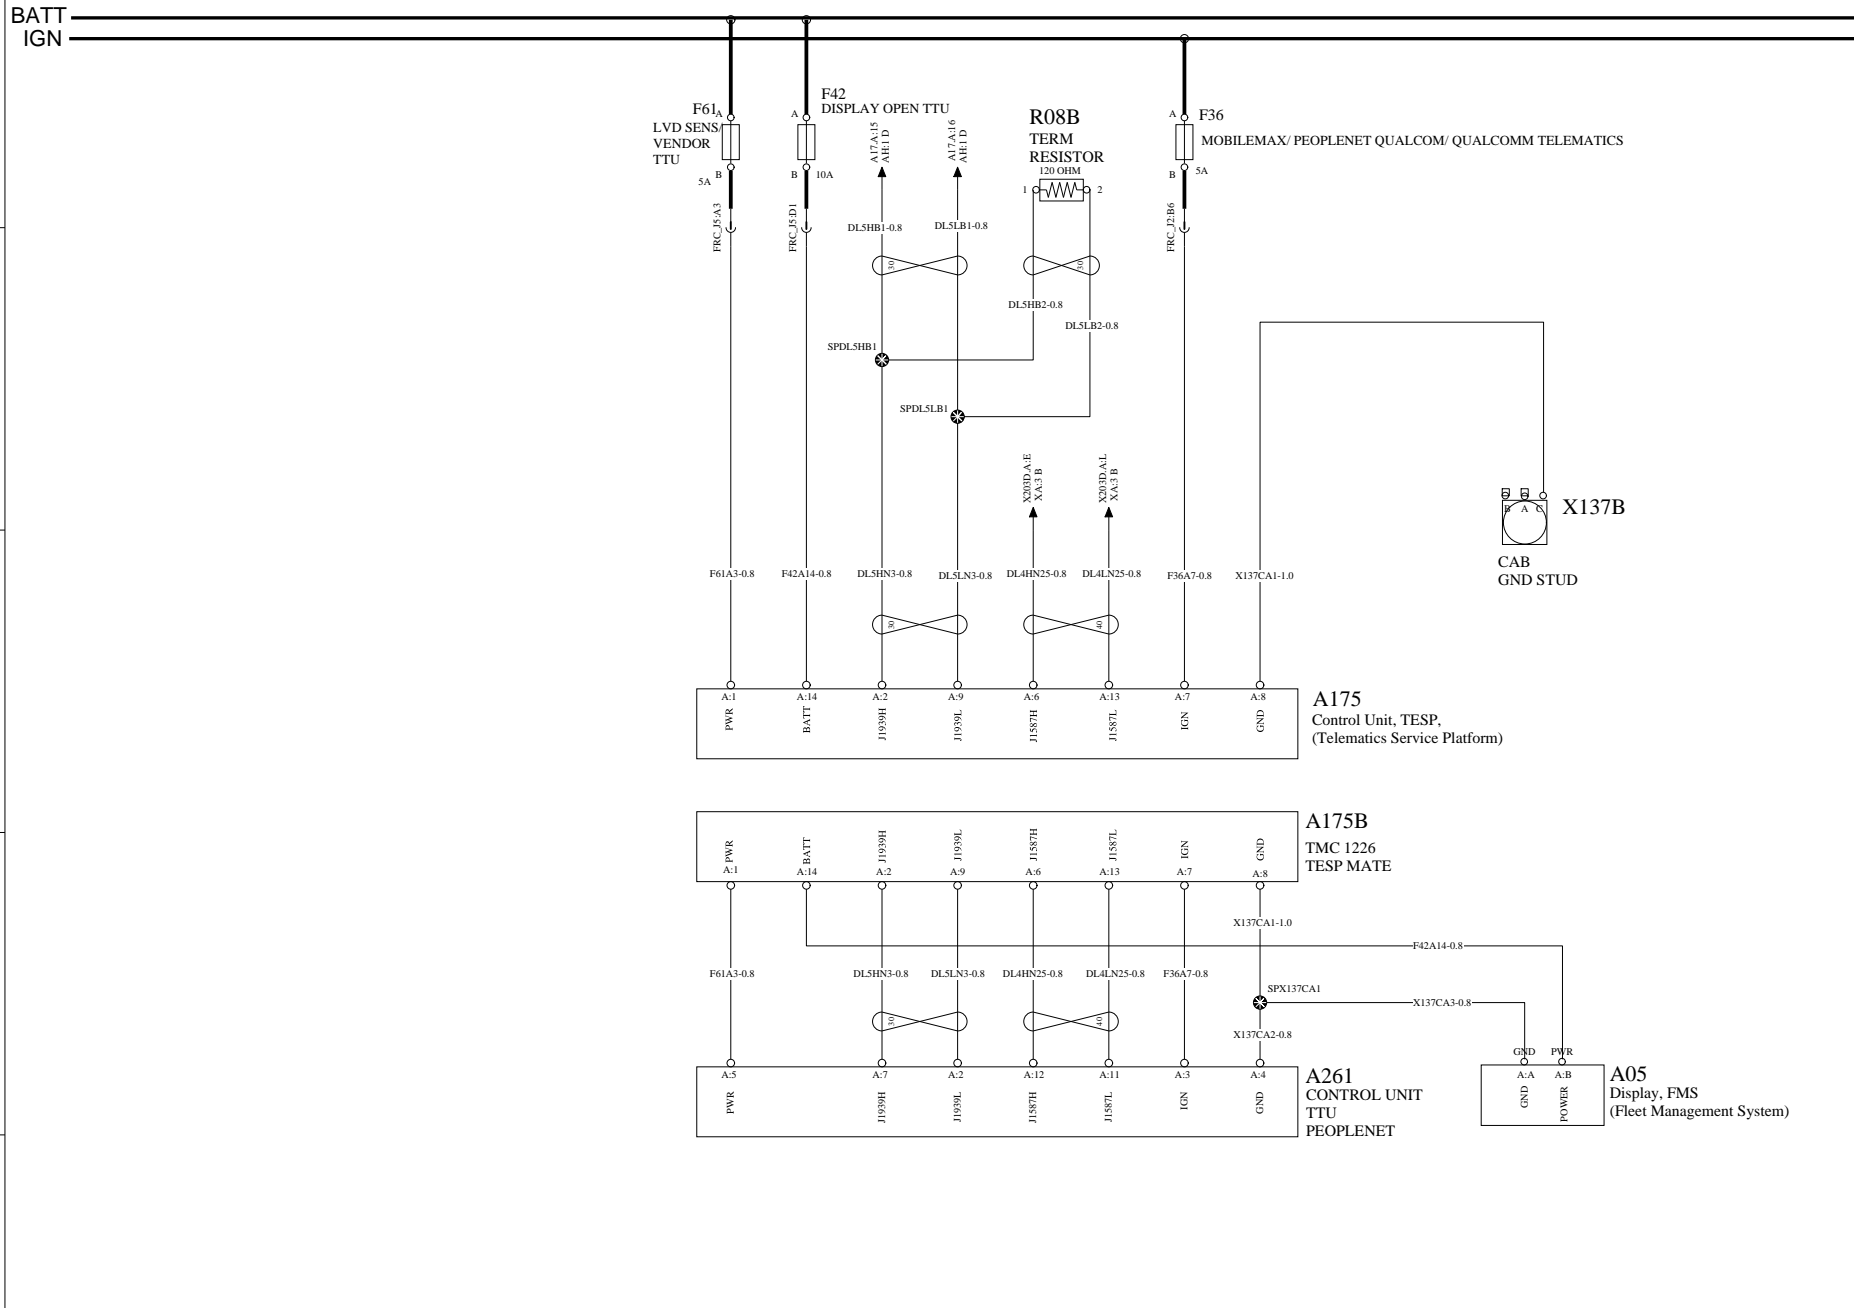 BATT
IGN
F61
A
LVD SENS/
VENDOR
TTU
B
5A
FRC_J5:A3
F42
DISPLAY OPEN TTU
A
B
10A
FRC_J5:D1
A17.A:15
AH:1 D
A17.A:16
AH:1 D
R08B
TERM
RESISTOR
120 OHM
1
2
A
F36
MOBILEMAX/ PEOPLENET QUALCOM/ QUALCOMM TELEMATICS
B
5A
FRC_J2:B6
DL5HB1-0.8
DL5LB1-0.8
30
30
DL5HB2-0.8
DL5LB2-0.8
SPDL5HB1
SPDL5LB1
X203D.A:E
XA:3 B
X203D.A:L
XA:3 B
B
A
C
X137B
CAB
GND STUD
F61A3-0.8
F42A14-0.8
DL5HN3-0.8
DL5LN3-0.8
DL4HN25-0.8
DL4LN25-0.8
F36A7-0.8
X137CA1-1.0
30
40
A:1
A:14
A:2
A:9
A:6
A:13
A:7
A:8
PWR
BATT
J1939H
J1939L
J1587H
J1587L
IGN
GND
A175
Control Unit, TESP,
(Telematics Service Platform)
PWR
BATT
J1939H
J1939L
J1587H
J1587L
IGN
GND
A:1
A:14
A:2
A:9
A:6
A:13
A:7
A:8
A175B
TMC 1226
TESP MATE
X137CA1-1.0
F42A14-0.8
F61A3-0.8
DL5HN3-0.8
DL5LN3-0.8
DL4HN25-0.8
DL4LN25-0.8
F36A7-0.8
SPX137CA1
X137CA3-0.8
30
40
X137CA2-0.8
A:5
A:7
A:2
A:12
A:11
A:3
A:4
PWR
J1939H
J1939L
J1587H
J1587L
IGN
GND
A261
CONTROL UNIT
TTU
PEOPLENET
GND
PWR
A:A
A:B
GND
POWER
A05
Display, FMS
(Fleet Management System)